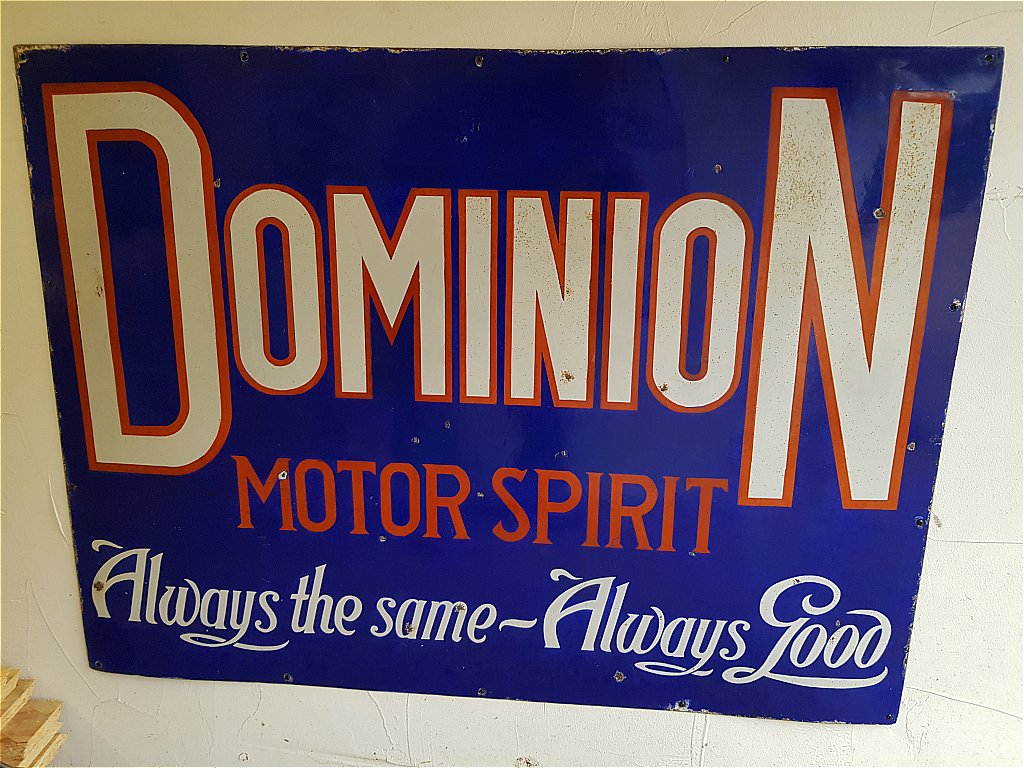 DOMINION
MOTOR SPIRIT
Always the same ~ Always Good